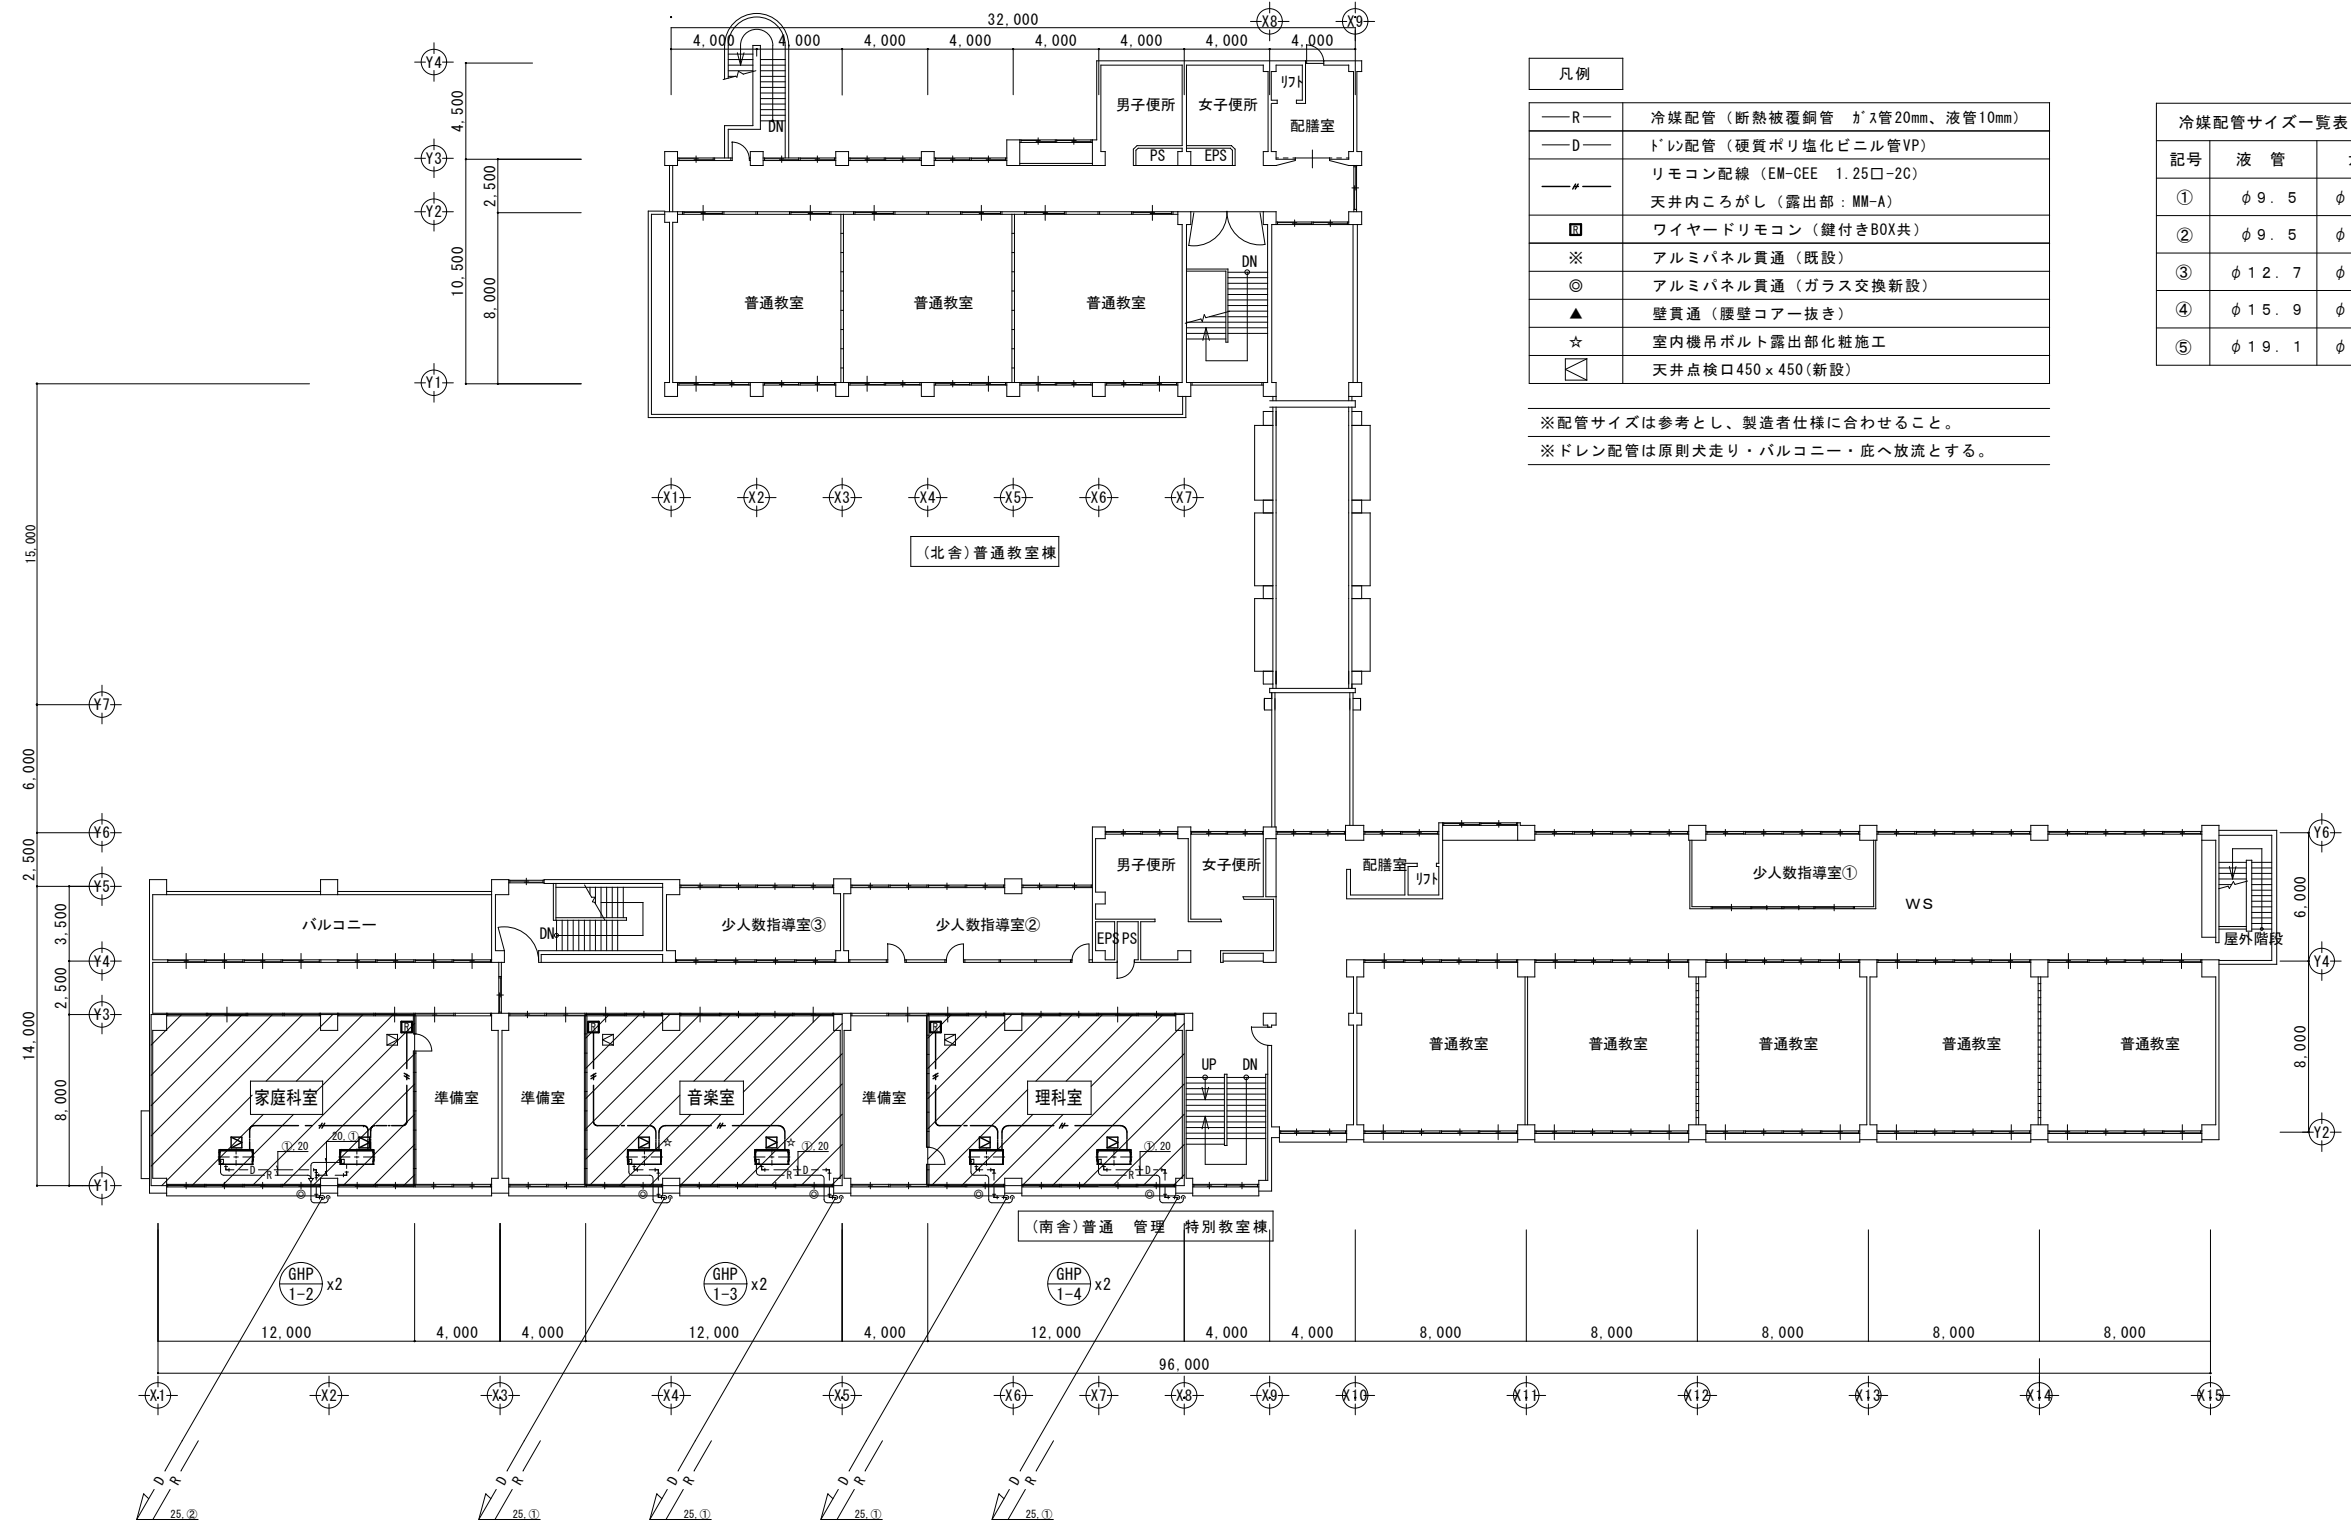 32,000
X8 X9
4,000 4,000 4,000 4,000 4,000 4,000 4,000 4,000
Y4
4,500
Y3
2,500
Y2
10,500
8,000
Y1
DN
男子便所
女子便所
リフト
配膳室
PS
EPS
普通教室
普通教室
普通教室
DN
X1 X2 X3 X4 X5 X6 X7
(北舎)普通教室棟
凡例
R 冷媒配管(断熱被覆銅管 ガス管20mm、液管10mm)
D ドレン配管(硬質ポリ塩化ビニル管VP)
リモコン配線(EM-CEE 1.25□-2C)
天井内ころがし(露出部:MM-A)
R ワイヤードリモコン(鍵付きBOX共)
※ アルミパネル貫通(既設)
◎ アルミパネル貫通(ガラス交換新設)
▲ 壁貫通(腰壁コアー抜き)
☆ 室内機吊ボルト露出部化粧施工
天井点検口450x450(新設)
※配管サイズは参考とし、製造者仕様に合わせること。
※ドレン配管は原則犬走り・バルコニー・庇へ放流とする。
冷媒配管サイズ一覧表
記号 液 管
① φ9.5 φ
② φ9.5 φ
③ φ12.7 φ
④ φ15.9 φ
⑤ φ19.1 φ
15,000
Y7
6,000
Y6
2,500
Y5
3,500
Y4
2,500
Y3
14,000
8,000
Y1
バルコニー
DN
少人数指導室③
少人数指導室②
男子便所
女子便所
EPS PS
配膳室
リフト
少人数指導室①
WS
屋外階段
Y6
6,000
Y4
8,000
Y2
家庭科室
準備室
準備室
音楽室
準備室
理科室
UP
DN
普通教室
普通教室
普通教室
普通教室
普通教室
R R R
①,20
20,①
①,20
①,20
D R
D R
D R
(南舎)普通 管理 特別教室棟
GHP 1-2 x2
GHP 1-3 x2
GHP 1-4 x2
12,000 4,000 4,000 12,000 4,000 12,000 4,000 4,000 8,000 8,000 8,000 8,000 8,000
96,000
X1 X2 X3 X4 X5 X6 X7 X8 X9 X10 X11 X12 X13 X14 X15
D R D R D R D R D R
25,② 25,① 25,① 25,① 25,①